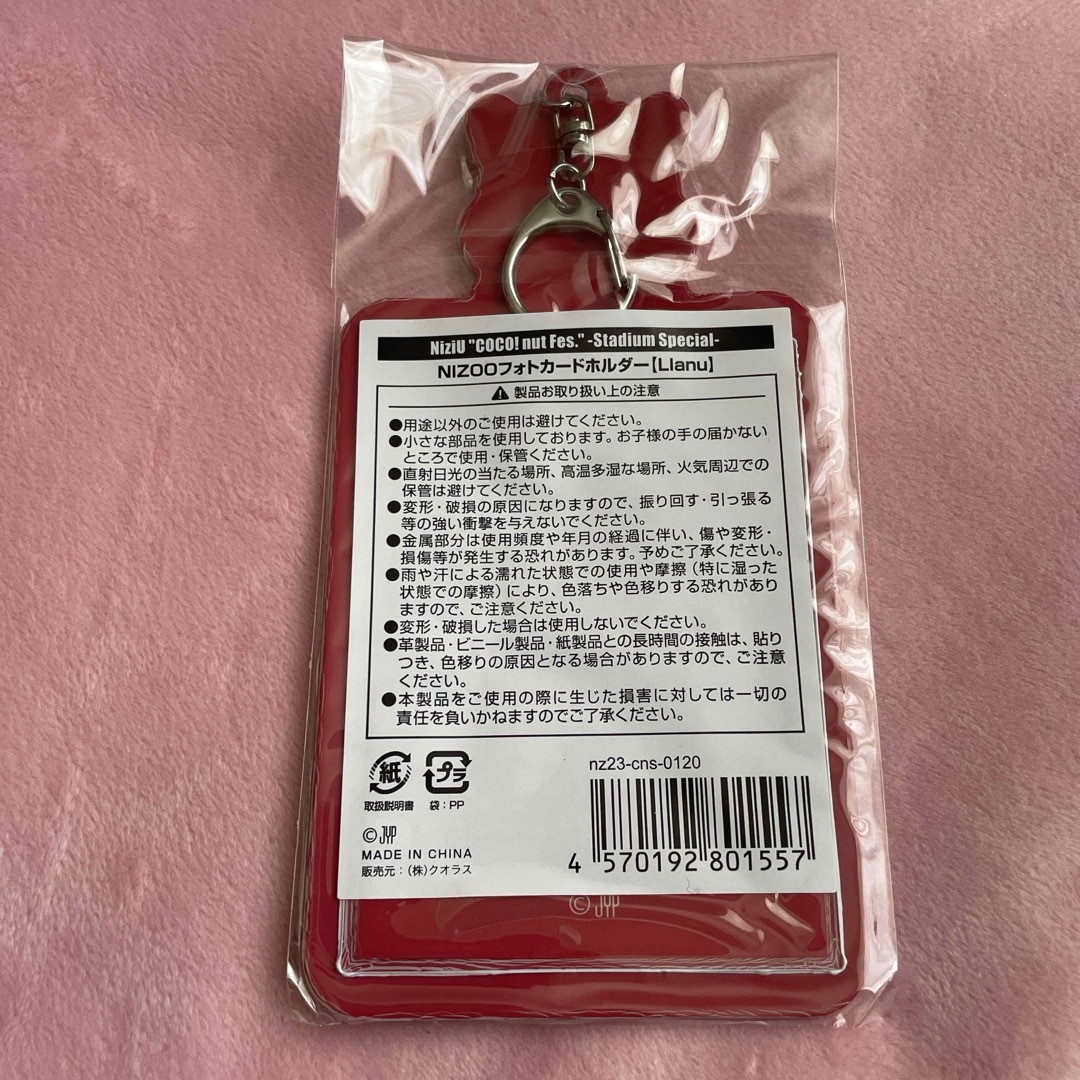 NiziU "COCO! nut Fes." -Stadium Special-
NIZOOフォトカードホルダー【Llanu】
製品お取り扱い上の注意
●用途以外のご使用は避けてください。
●小さな部品を使用しております。お子様の手の届かない
ところで使用・保管ください。
●直射日光の当たる場所、高温多湿な場所、火気周辺での
保管は避けてください。
●変形・破損の原因になりますので、振り回す・引っ張る
等の強い衝撃を与えないでください。
●金属部分は使用頻度や年月の経過に伴い、傷や変形・
損傷等が発生する恐れがあります。予めご了承ください。
●雨や汗による濡れた状態での使用や摩擦(特に湿った
状態での摩擦)により、色落ちや色移りする恐れがあり
ますので、ご注意ください。
●変形・破損した場合は使用しないでください。
●革製品・ビニール製品・紙製品との長時間の接触は、貼り
つき、色移りの原因となる場合がありますので、ご注意
ください。
●本製品をご使用の際に生じた損害に対しては一切の
責任を負いかねますのでご了承ください。
紙 プラ
取扱説明書 袋:PP
nz23-cns-0120
©JYP
MADE IN CHINA
販売元:(株)クオラス
4 570192 801557
©JYP